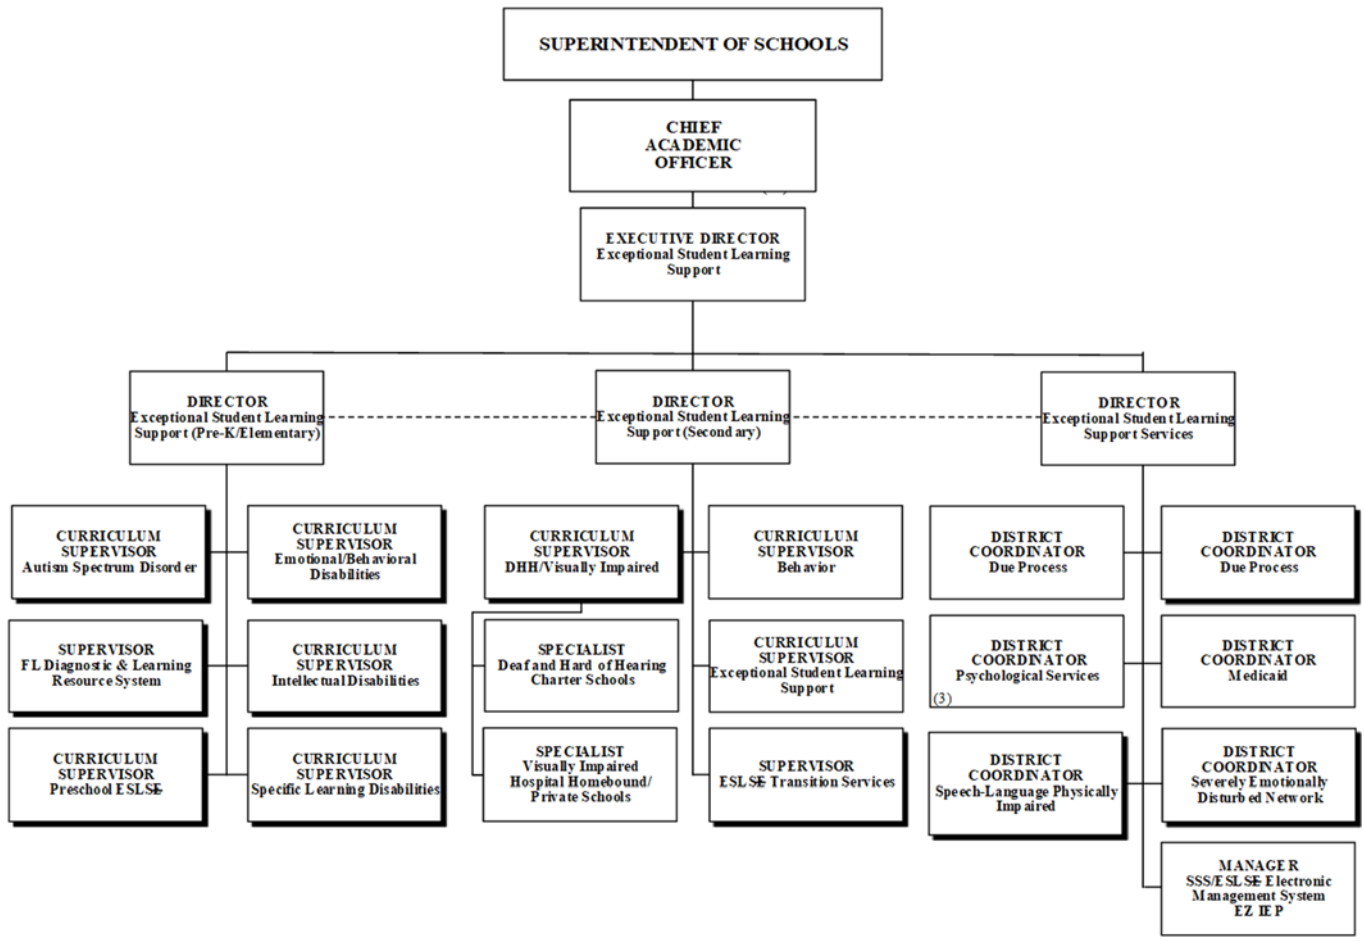 SUPERINTENDENT OF SCHOOLS
CHIEF
ACADEMIC
OFFICER
EXECUTIVE DIRECTOR
Exceptional Student Learning
Support
DIRECTOR
Exceptional Student Learning
Support (Pre-K/Elementary)
DIRECTOR
Exceptional Student Learning
Support (Secondary)
DIRECTOR
Exceptional Student Learning
Support Services
CURRICULUM
SUPERVISOR
Autism Spectrum Disorder
CURRICULUM
SUPERVISOR
Emotional/Behavioral
Disabilities
CURRICULUM
SUPERVISOR
DHH/Visually Impaired
CURRICULUM
SUPERVISOR
Behavior
DISTRICT
COORDINATOR
Due Process
DISTRICT
COORDINATOR
Due Process
SUPERVISOR
FL Diagnostic & Learning
Resource System
CURRICULUM
SUPERVISOR
Intellectual Disabilities
SPECIALIST
Deaf and Hard of Hearing
Charter Schools
CURRICULUM
SUPERVISOR
Exceptional Student Learning
Support
DISTRICT
COORDINATOR
Psychological Services
(3)
DISTRICT
COORDINATOR
Medicaid
CURRICULUM
SUPERVISOR
Preschool ESLSE
CURRICULUM
SUPERVISOR
Specific Learning Disabilities
SPECIALIST
Visually Impaired
Hospital Homebound/
Private Schools
SUPERVISOR
ESLSE Transition Services
DISTRICT
COORDINATOR
Speech-Language Physically
Impaired
DISTRICT
COORDINATOR
Severely Emotionally
Disturbed Network
MANAGER
SSS/ESLSE Electronic
Management System
EZ IEP